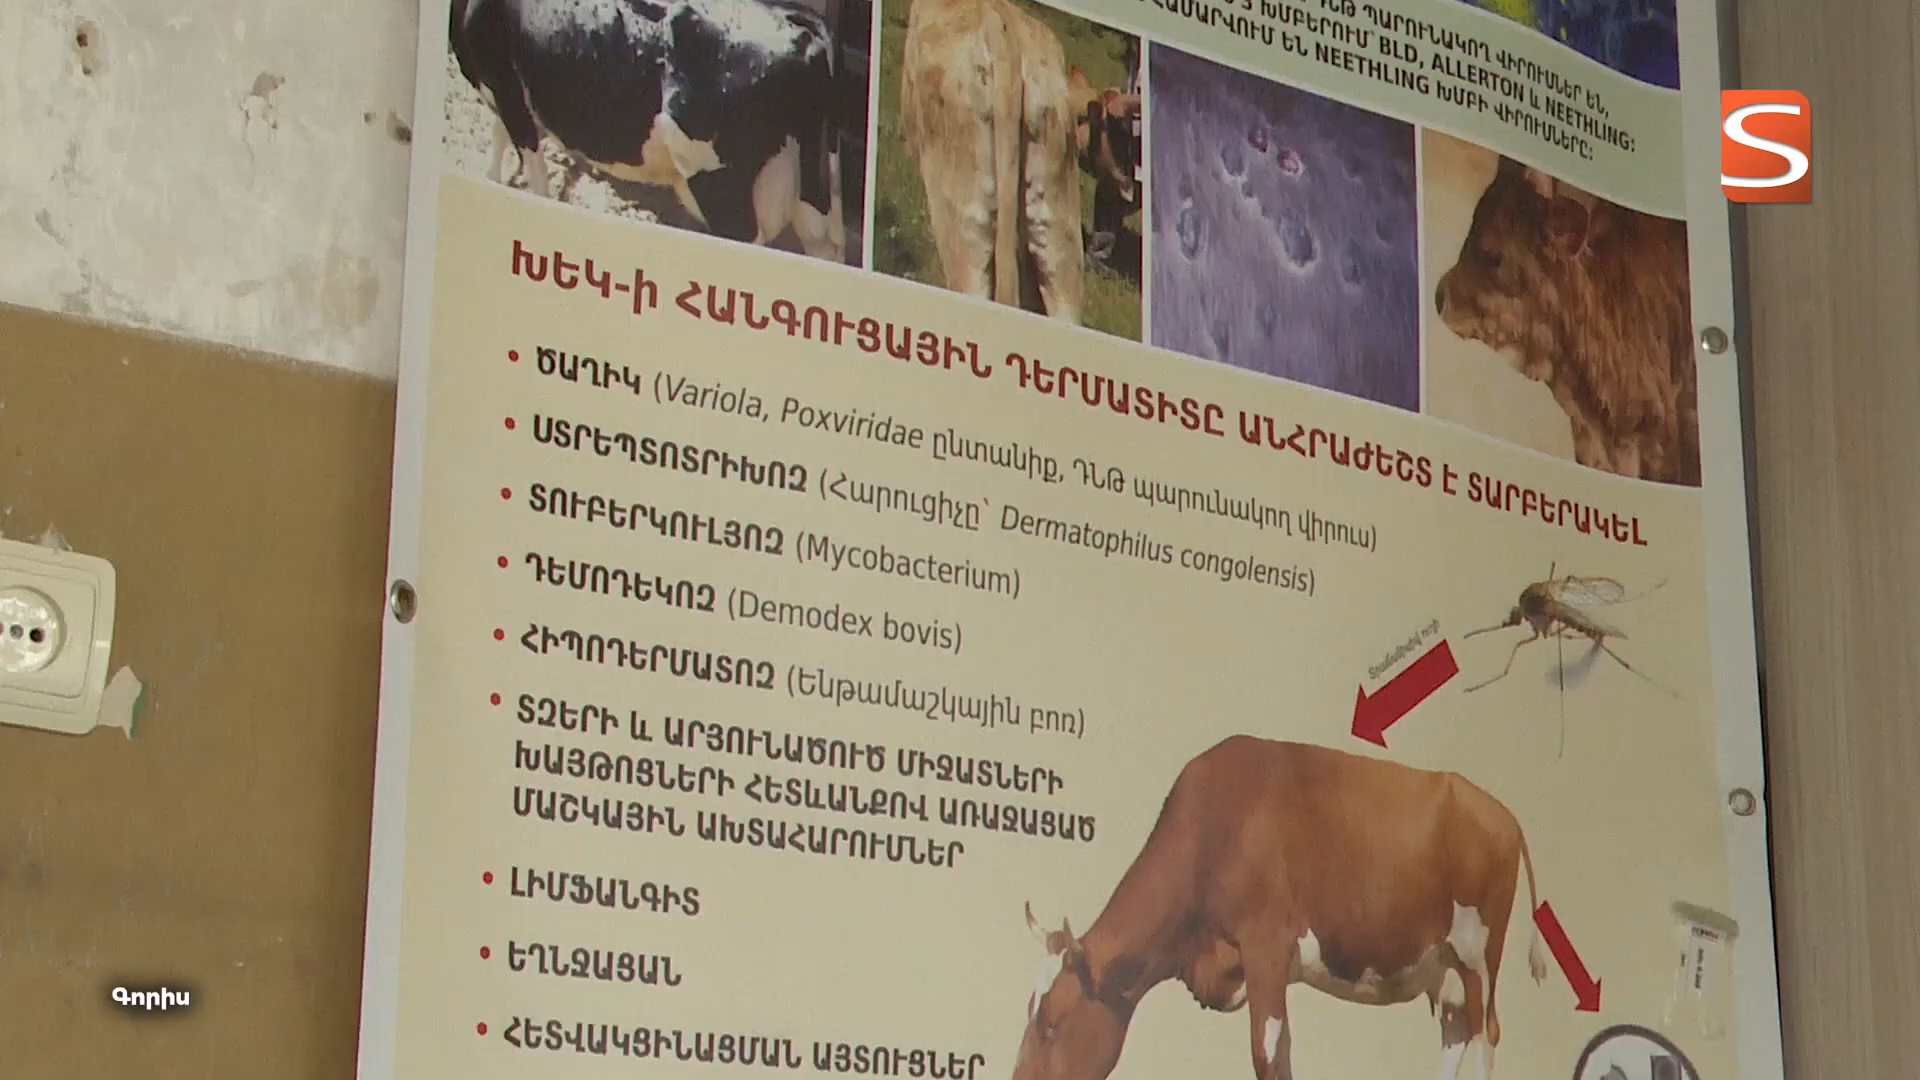 ԴՆԹ ՊԱՐՈՒՆԱԿՈՂ ՎԻՐՈՒՍՆԵՐ ԵՆ,
ԽՄԲԵՐՈՒՄ՝ BLD, ALLERTON և NEETHLING:
ՀԱՄԱՐՎՈՒՄ ԵՆ NEETHLING ԽՄԲԻ ՎԻՐՈՒՍՆԵՐԸ:
S
ԽԵԿ-ի ՀԱՆԳՈՒՑԱՅԻՆ ԴԵՐՄԱՏԻՏԸ ԱՆՀՐԱԺԵՇՏ Է ՏԱՐԲԵՐԱԿԵԼ
• ԾԱՂԻԿ (Variola, Poxviridae ընտանիք, ԴՆԹ պարունակող վիրուս)
• ՍՏՐԵՊՏՈՏՐԻԽՈԶ (Հարուցիչը՝ Dermatophilus congolensis)
• ՏՈՒԲԵՐԿՈՒԼՅՈԶ (Mycobacterium)
• ԴԵՄՈԴԵԿՈԶ (Demodex bovis)
• ՀԻՊՈԴԵՐՄԱՏՈԶ (Ենթամաշկային բոռ)
• ՏԶԵՐԻ և ԱՐՅՈՒՆԱԾՈՒԾ ՄԻՋԱՏՆԵՐԻ
ԽԱՅԹՈՑՆԵՐԻ ՀԵՏևԱՆՔՈՎ ԱՌԱՋԱՑԱԾ
ՄԱՇԿԱՅԻՆ ԱԽՏԱՀԱՐՈՒՄՆԵՐ
• ԼԻՄՖԱՆԳԻՏ
• ԵՂՆՋԱՑԱՆ
• ՀԵՏՎԱԿՑԻՆԱՑՄԱՆ ԱՅՏՈՒՑՆԵՐ
Գորիս